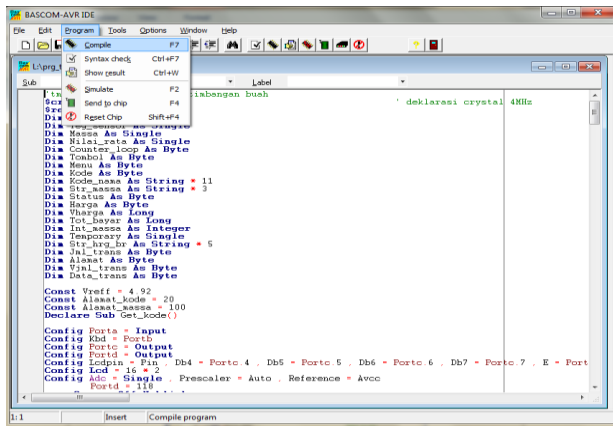 BASCOM-AVR IDE
File Edit Program Tools Options Window Help
Compile F7
Syntax check Ctrl+F7
Show result Ctrl+W
Simulate F2
Send to chip F4
Reset Chip Shift+F4
L:\prg_t
Sub Label
imbangan buah
' deklarasi crystal 4MHz
Dim Massa As Single
Dim Nilai_rata As Single
Dim Counter_loop As Byte
Dim Tombol As Byte
Dim Menu As Byte
Dim Kode As Byte
Dim Kode_nama As String * 11
Dim Str_massa As String * 3
Dim Status As Byte
Dim Harga As Byte
Dim Vharga As Long
Dim Tot_bayar As Long
Dim Int_massa As Integer
Dim Temporary As Single
Dim Str_hrg_br As String * 5
Dim Jml_trans As Byte
Dim Alamat As Byte
Dim Vjml_trans As Byte
Dim Data_trans As Byte
Const Vreff = 4.92
Const Alamat_kode = 20
Const Alamat_massa = 100
Declare Sub Get_kode()
Config Porta = Input
Config Kbd = Portb
Config Portc = Output
Config Portd = Output
Config Lcdpin = Pin , Db4 = Portc.4 , Db5 = Portc.5 , Db6 = Portc.6 , Db7 = Portc.7 , E = Port
Config Lcd = 16 * 2
Config Adc = Single , Prescaler = Auto , Reference = Avcc
Portd = 118
1: 1 Insert Compile program